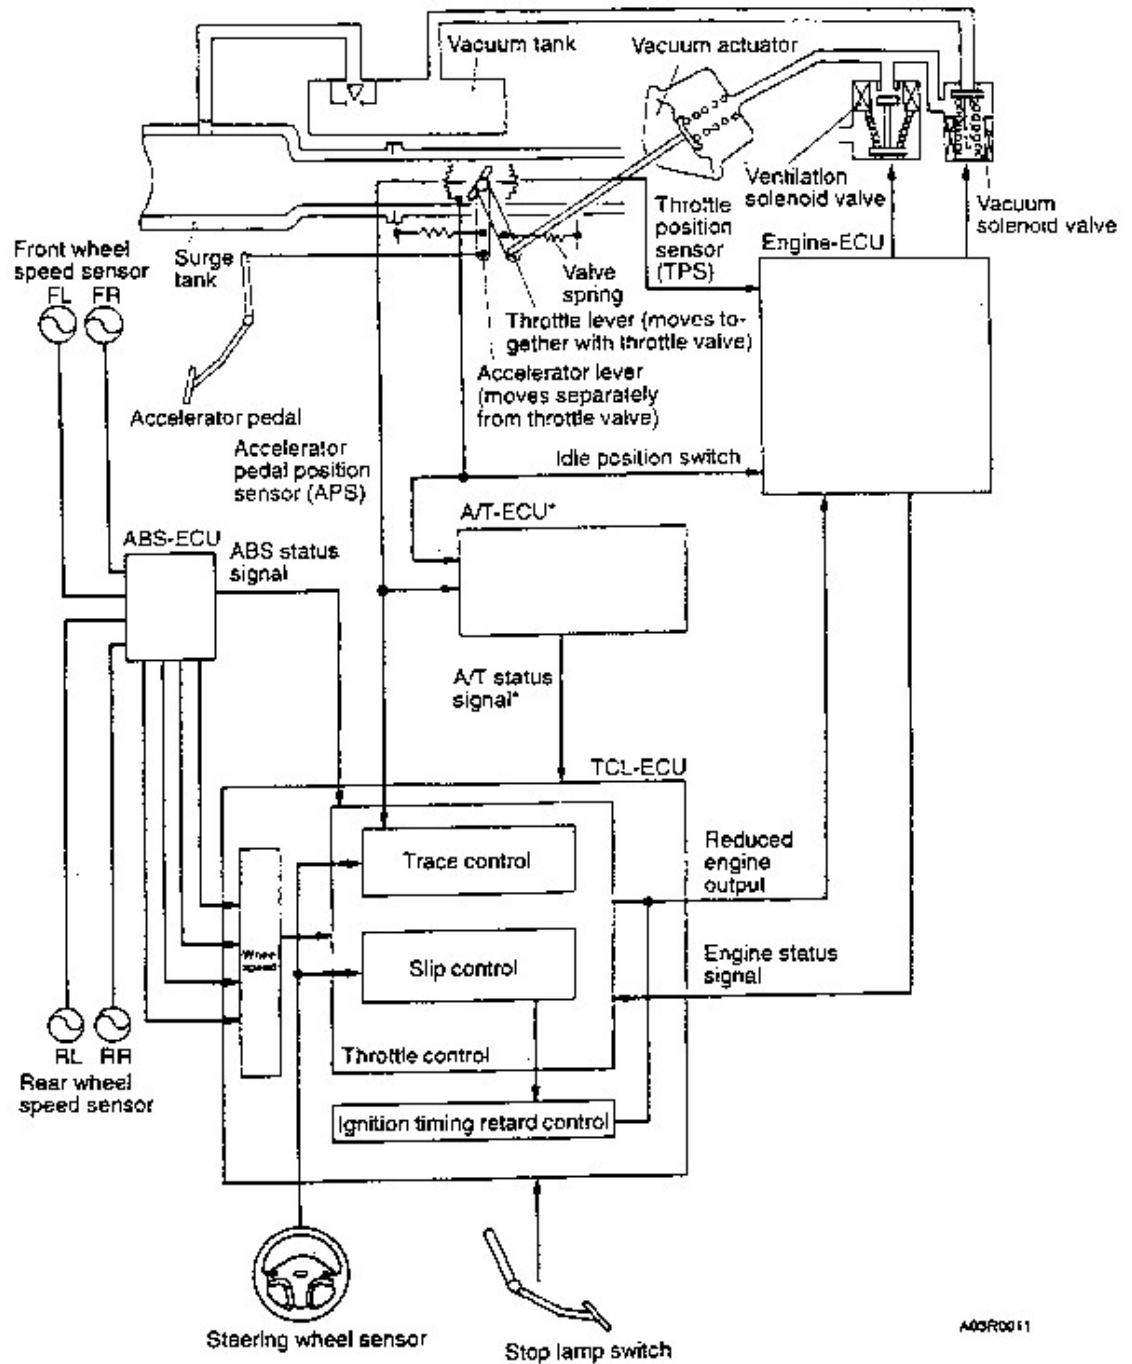 Vacuum tank
Vacuum actuator
Ventilation
solenoid valve
Vacuum
solenoid valve
Throttle
position
sensor
(TPS)
Engine-ECU
Surge
tank
Front wheel
speed sensor
FL FR
Valve
spring
Throttle lever (moves to-
gether with throttle valve)
Accelerator lever
(moves separately
from throttle valve)
Accelerator pedal
Accelerator
pedal position
sensor (APS)
Idle position switch
A/T-ECU*
ABS-ECU
ABS status
signal
A/T status
signal*
TCL-ECU
Trace control
Reduced
engine
output
Wheel
speed
Slip control
Engine status
signal
Throttle control
RL RR
Rear wheel
speed sensor
Ignition timing retard control
Steering wheel sensor
Stop lamp switch
A03R0011